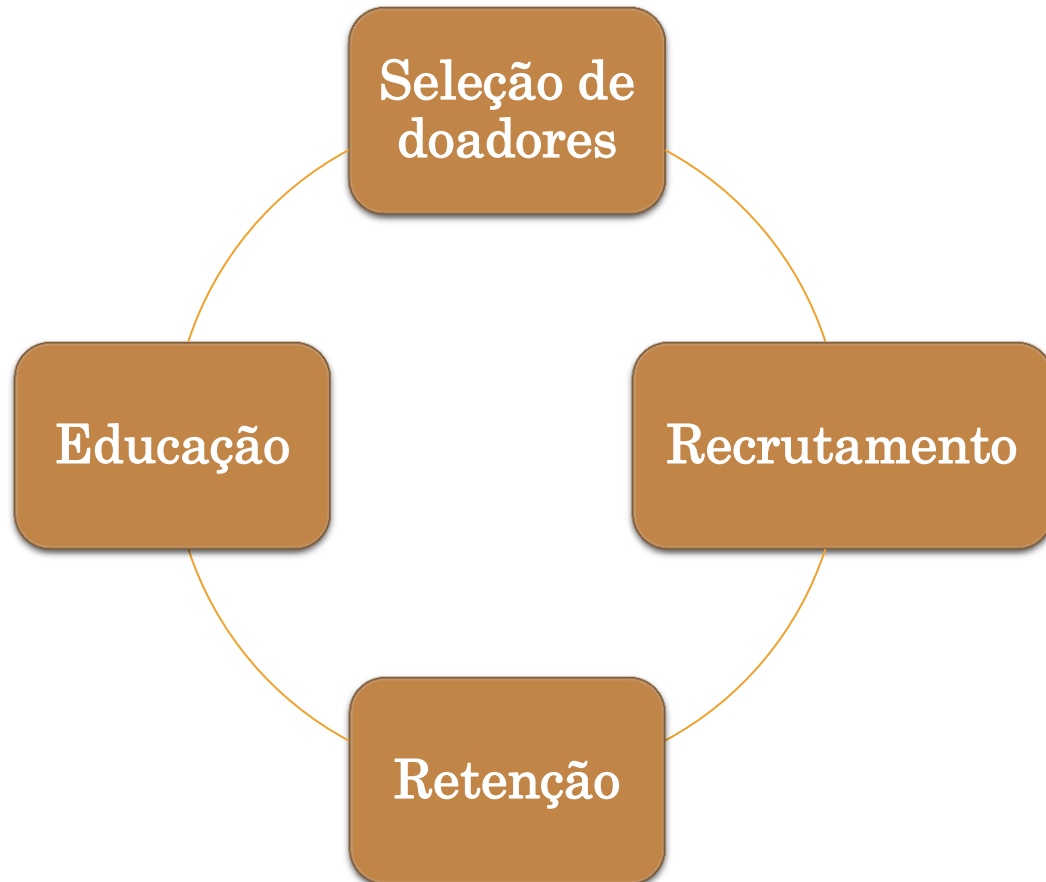 Seleção de
doadores
Educação
Recrutamento
Retenção